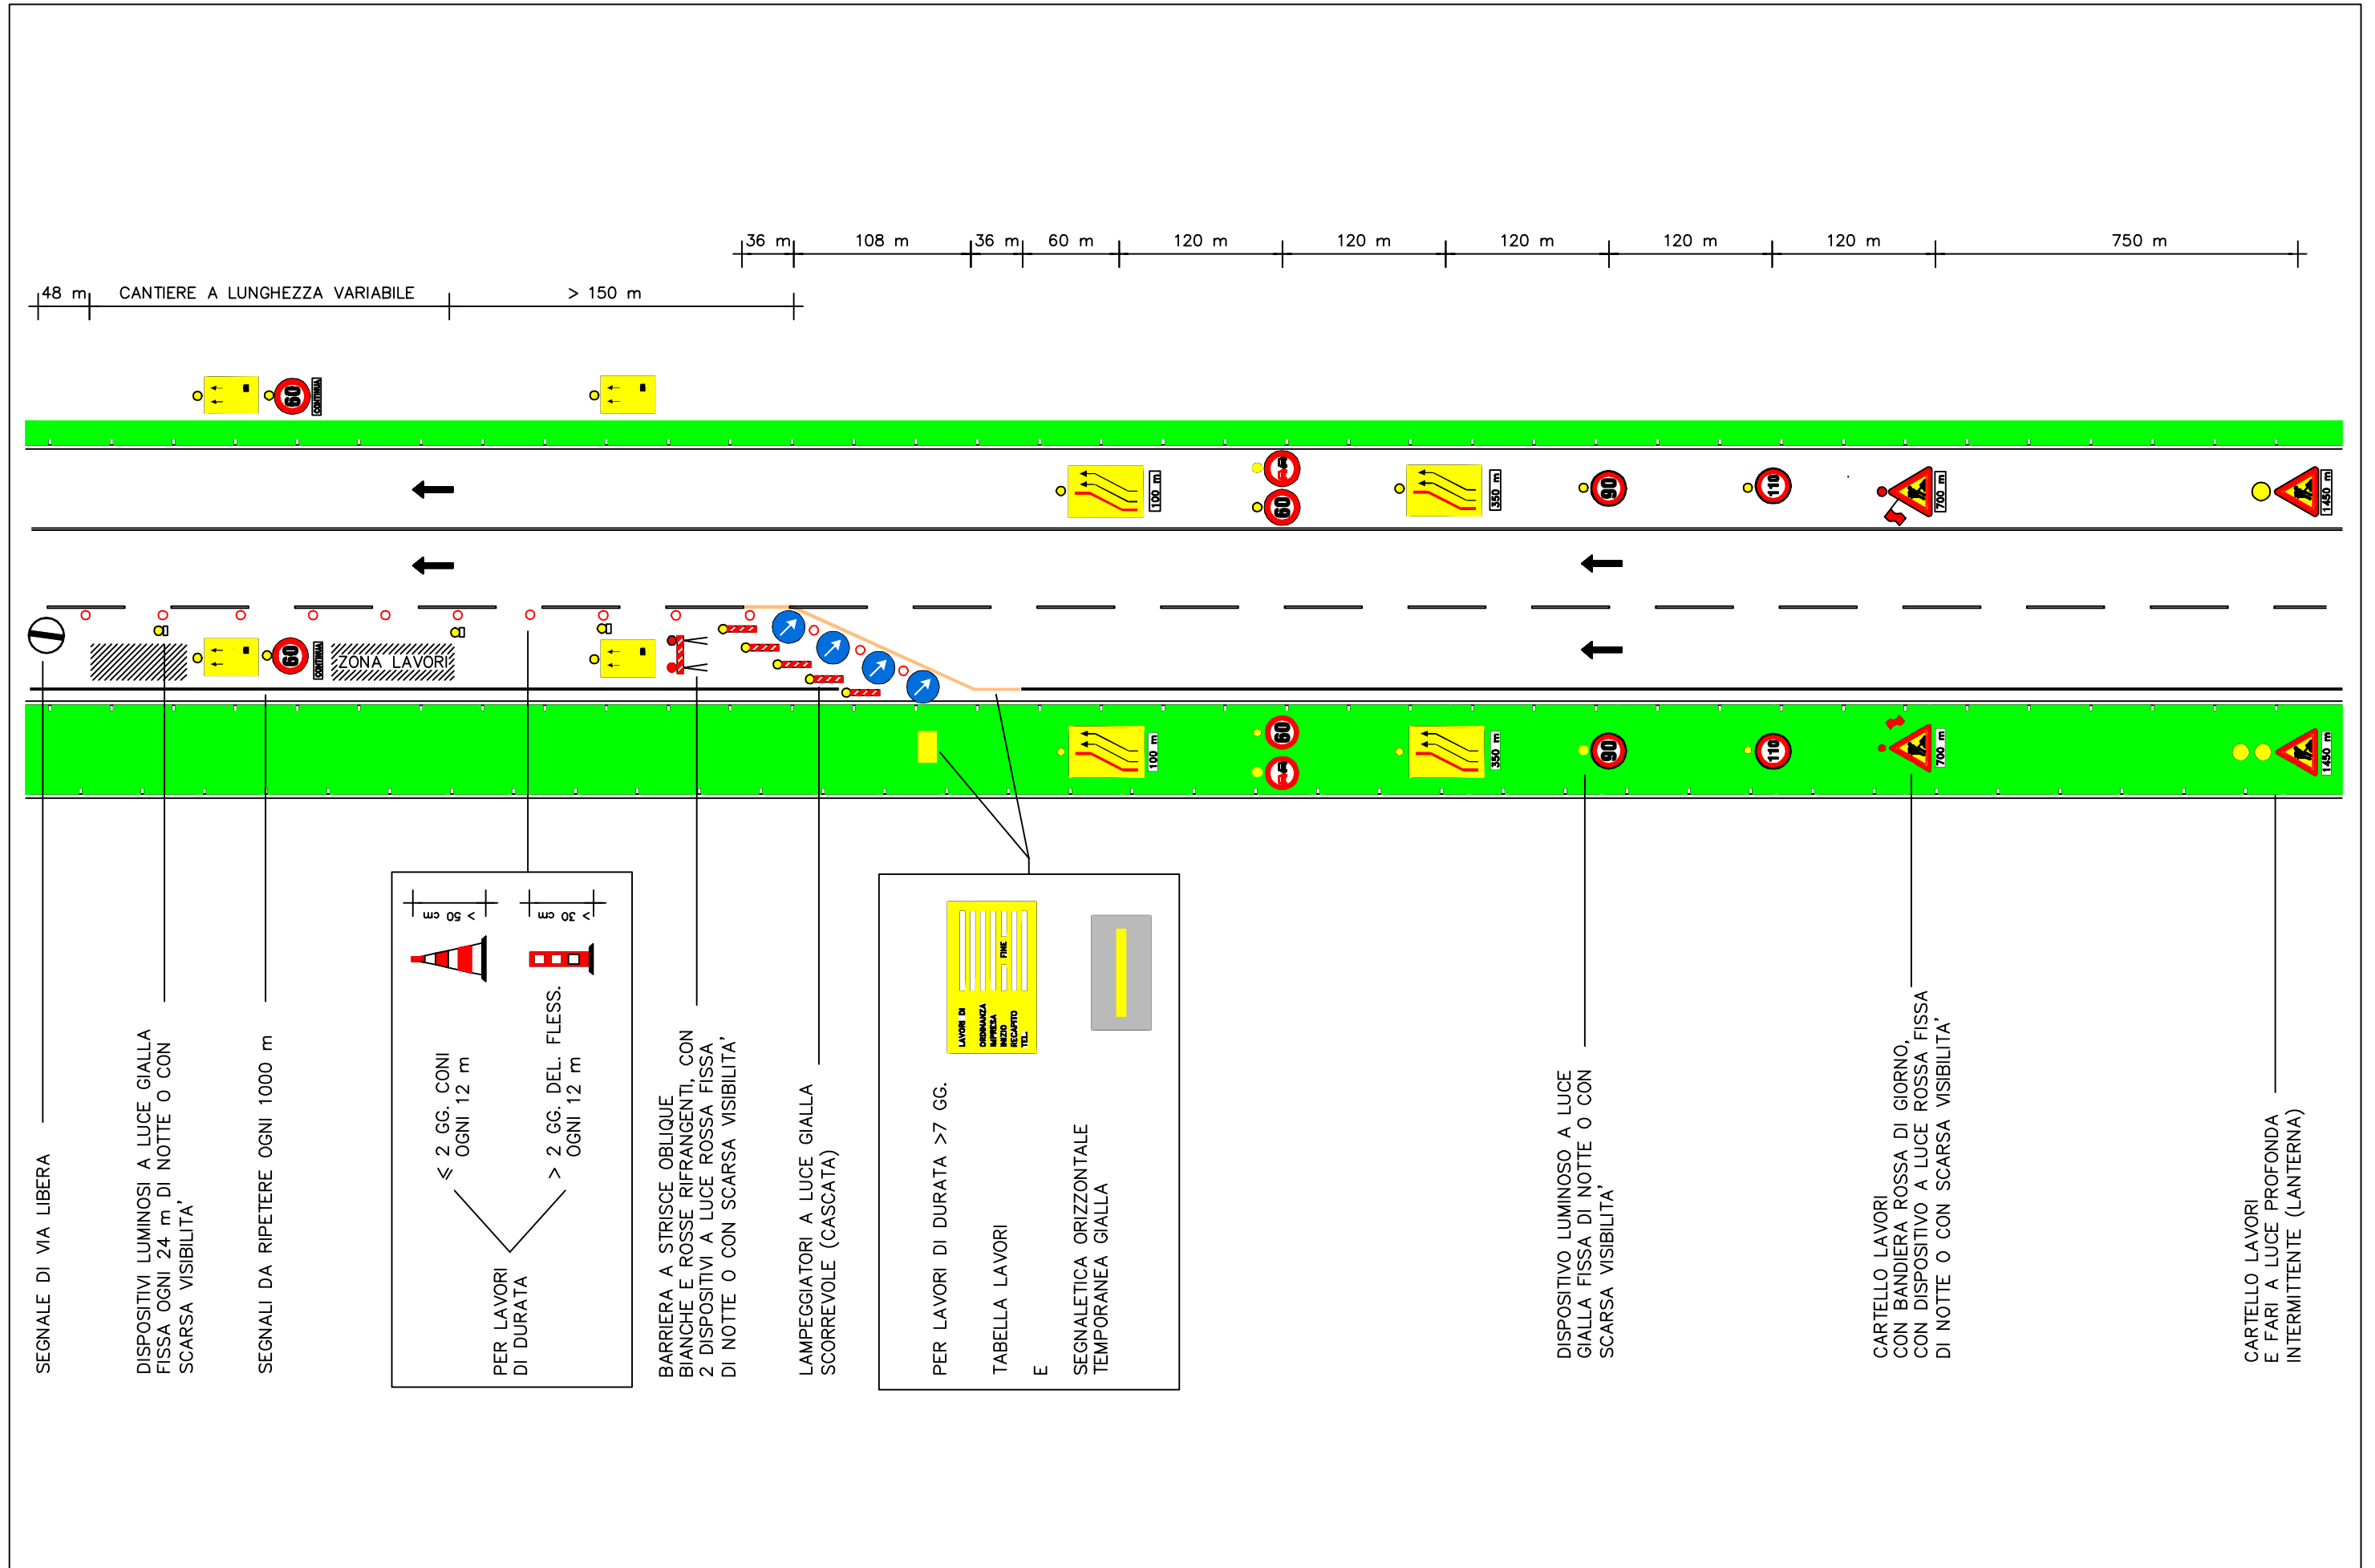 36 m
108 m
36 m
60 m
120 m
120 m
120 m
120 m
120 m
750 m
48 m
CANTIERE A LUNGHEZZA VARIABILE
> 150 m
60
CONTINUA
100 m
60
350 m
90
110
700 m
1450 m
60
CONTINUA
ZONA LAVORI
100 m
60
350 m
90
110
700 m
1450 m
SEGNALE DI VIA LIBERA
DISPOSITIVI LUMINOSI A LUCE GIALLA
FISSA OGNI 24 m DI NOTTE O CON
SCARSA VISIBILITA'
SEGNALI DA RIPETERE OGNI 1000 m
> 50 cm
> 30 cm
⩽ 2 GG. CONI
OGNI 12 m
> 2 GG. DEL. FLESS.
OGNI 12 m
PER LAVORI
DI DURATA
BARRIERA A STRISCE OBLIQUE
BIANCHE E ROSSE RIFRANGENTI, CON
2 DISPOSITIVI A LUCE ROSSA FISSA
DI NOTTE O CON SCARSA VISIBILITA'
LAMPEGGIATORI A LUCE GIALLA
SCORREVOLE (CASCATA)
PER LAVORI DI DURATA >7 GG.
TABELLA LAVORI
E
SEGNALETICA ORIZZONTALE
TEMPORANEA GIALLA
LAVORI DI
ORDINANZA
IMPRESA
INIZIO FINE
RECAPITO
TEL.
DISPOSITIVO LUMINOSO A LUCE
GIALLA FISSA DI NOTTE O CON
SCARSA VISIBILITA'
CARTELLO LAVORI
CON BANDIERA ROSSA DI GIORNO,
CON DISPOSITIVO A LUCE ROSSA FISSA
DI NOTTE O CON SCARSA VISIBILITA'
CARTELLO LAVORI
E FARI A LUCE PROFONDA
INTERMITTENTE (LANTERNA)